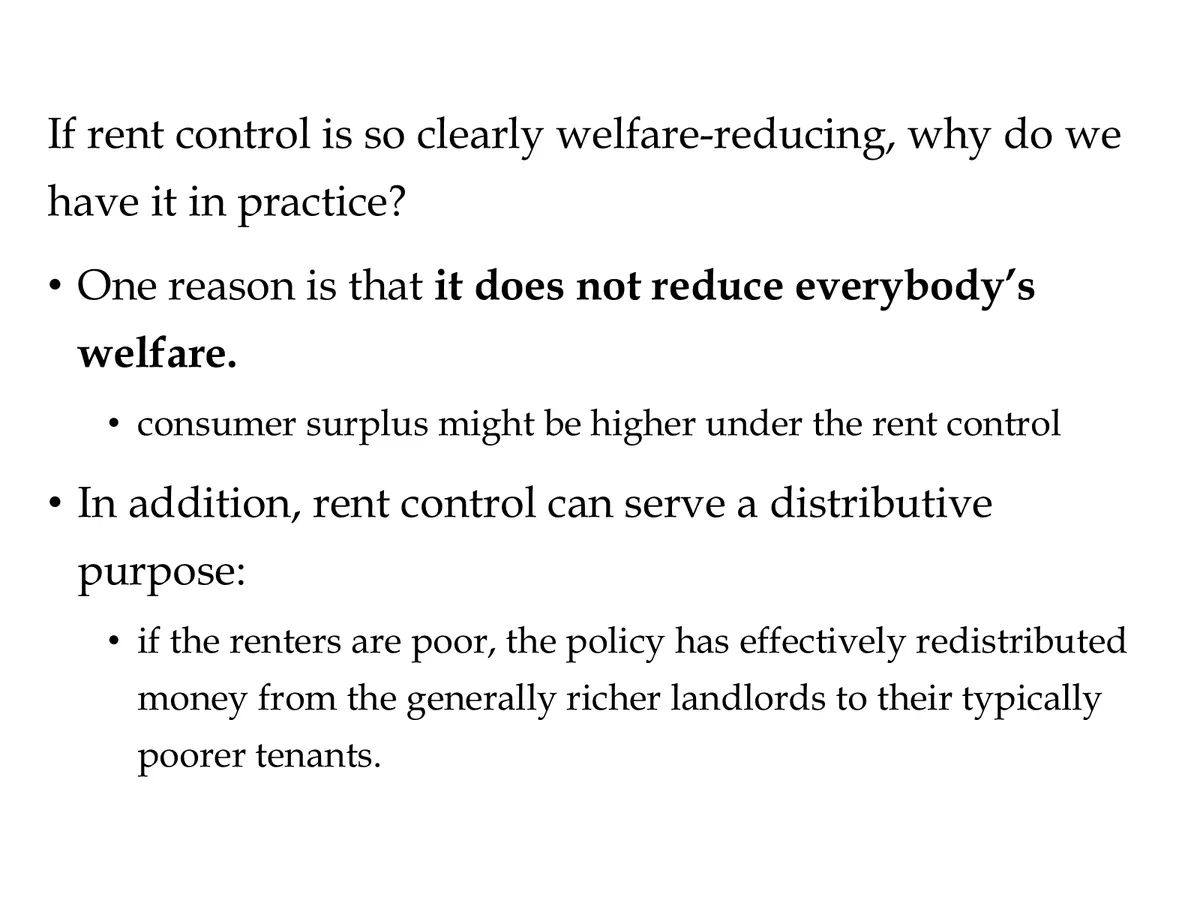 If rent control is so clearly welfare-reducing, why do we
have it in practice?
• One reason is that it does not reduce everybody’s
welfare.
• consumer surplus might be higher under the rent control
• In addition, rent control can serve a distributive
purpose:
• if the renters are poor, the policy has effectively redistributed
money from the generally richer landlords to their typically
poorer tenants.